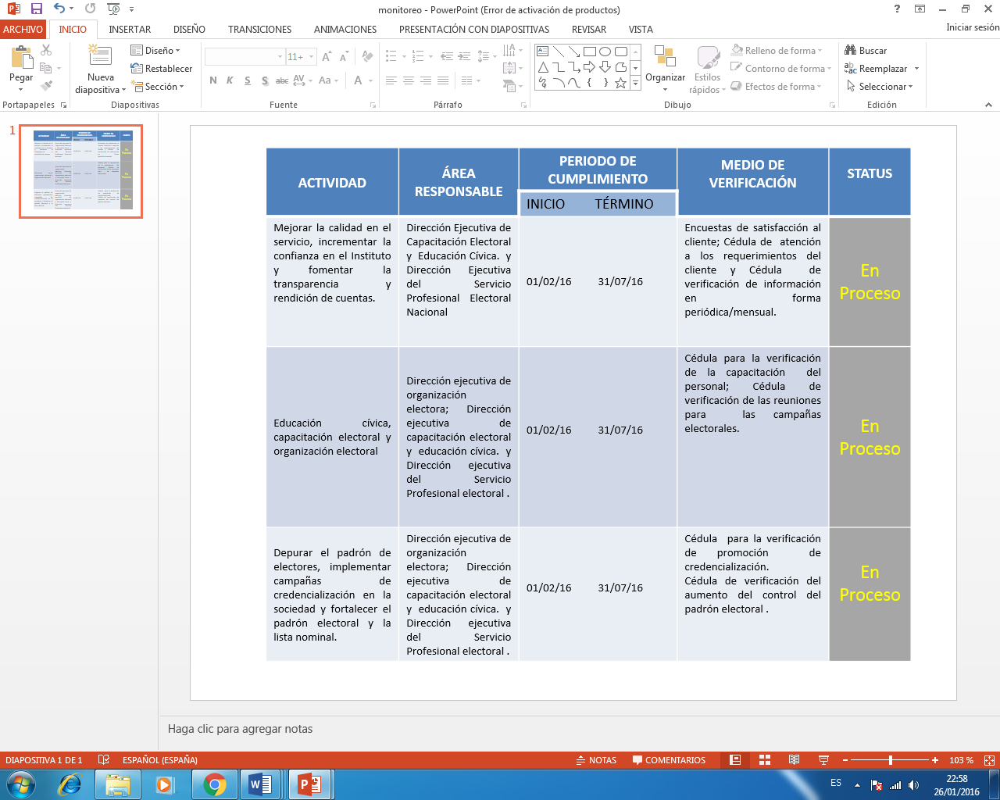 monitoreo - PowerPoint (Error de activación de productos)
ARCHIVO INICIO INSERTAR DISEÑO TRANSICIONES ANIMACIONES PRESENTACIÓN CON DIAPOSITIVAS REVISAR VISTA Iniciar sesión
Pegar
Nueva diapositiva
Diseño
Restablecer
Sección
11+
N K S S abc AV Aa A
Organizar
Estilos rápidos
Relleno de forma
Contorno de forma
Efectos de forma
Buscar
Reemplazar
Seleccionar
Portapapeles Diapositivas Fuente Párrafo Dibujo Edición
1
ACTIVIDAD
ÁREA
RESPONSABLE
PERIODO DE
CUMPLIMIENTO
INICIO TÉRMINO
MEDIO DE
VERIFICACIÓN
STATUS
Mejorar la calidad en el
servicio, incrementar la
confianza en el Instituto
y fomentar la
transparencia y
rendición de cuentas.
Dirección Ejecutiva de
Capacitación Electoral
y Educación Cívica. y
Dirección Ejecutiva
del Servicio
Profesional Electoral
Nacional
01/02/16 31/07/16
Encuestas de satisfacción al
cliente; Cédula de atención
a los requerimientos del
cliente y Cédula de
verificación de información
en forma
periódica/mensual.
En
Proceso
Educación cívica,
capacitación electoral y
organización electoral
Dirección ejecutiva de
organización
electora; Dirección
ejecutiva de
capacitación electoral
y educación cívica. y
Dirección ejecutiva
del Servicio
Profesional electoral .
01/02/16 31/07/16
Cédula para la verificación
de la capacitación del
personal; Cédula de
verificación de las reuniones
para las campañas
electorales.
En
Proceso
Depurar el padrón de
electores, implementar
campañas de
credencialización en la
sociedad y fortalecer el
padrón electoral y la
lista nominal.
Dirección ejecutiva de
organización
electora; Dirección
ejecutiva de
capacitación electoral
y educación cívica. y
Dirección ejecutiva
del Servicio
Profesional electoral .
01/02/16 31/07/16
Cédula para la verificación
de promoción de
credencialización.
Cédula de verificación del
aumento del control del
padrón electoral .
En
Proceso
Haga clic para agregar notas
DIAPOSITIVA 1 DE 1 ESPAÑOL (ESPAÑA) NOTAS COMENTARIOS 103 %
ES 22:58
26/01/2016